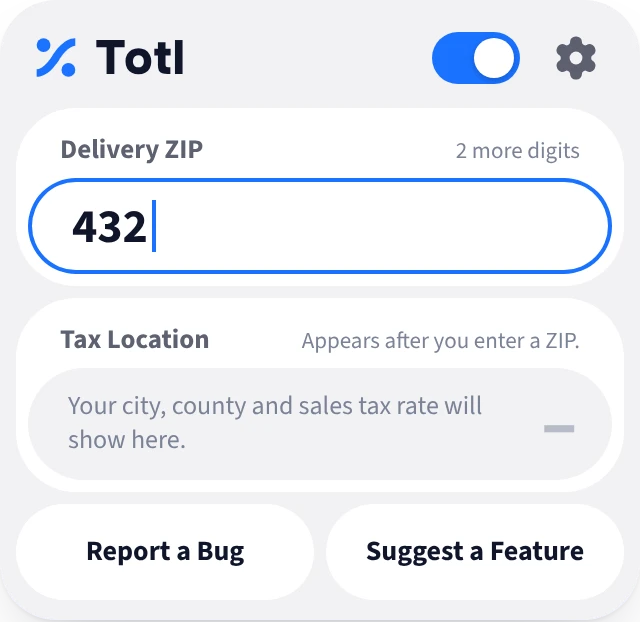 Totl
Delivery ZIP
2 more digits
432
Tax Location
Appears after you enter a ZIP.
Your city, county and sales tax rate will
show here.
Report a Bug
Suggest a Feature